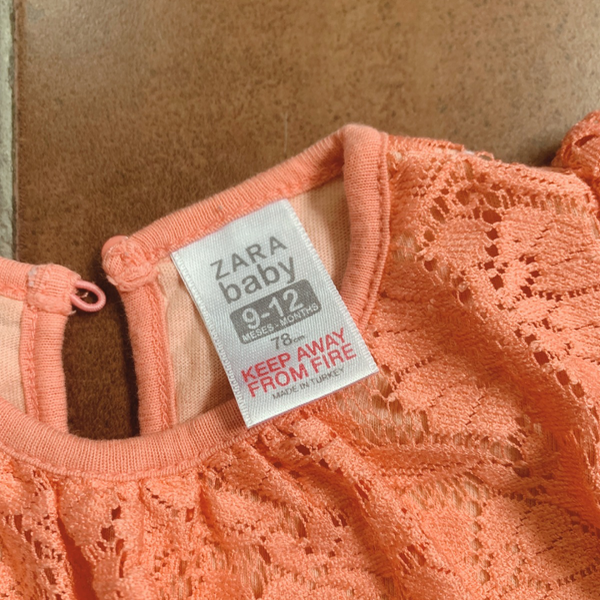 ZARA
baby
9-12
MESES - MONTHS
78cm
KEEP AWAY
FROM FIRE
MADE IN TURKEY